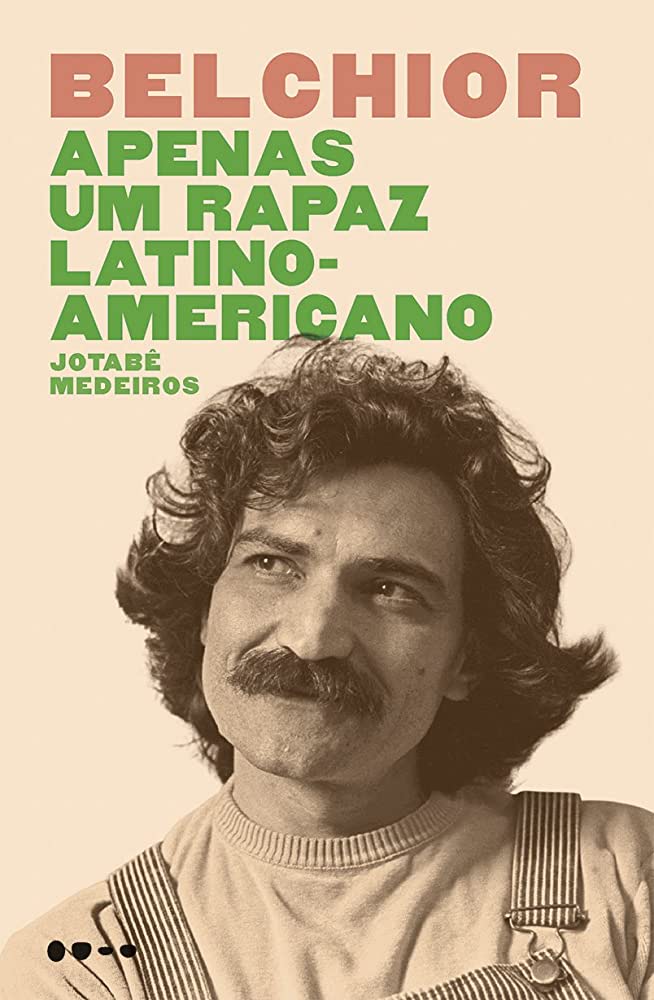 BELCHIOR
APENAS
UM RAPAZ
LATINO-
AMERICANO
JOTABÊ
MEDEIROS